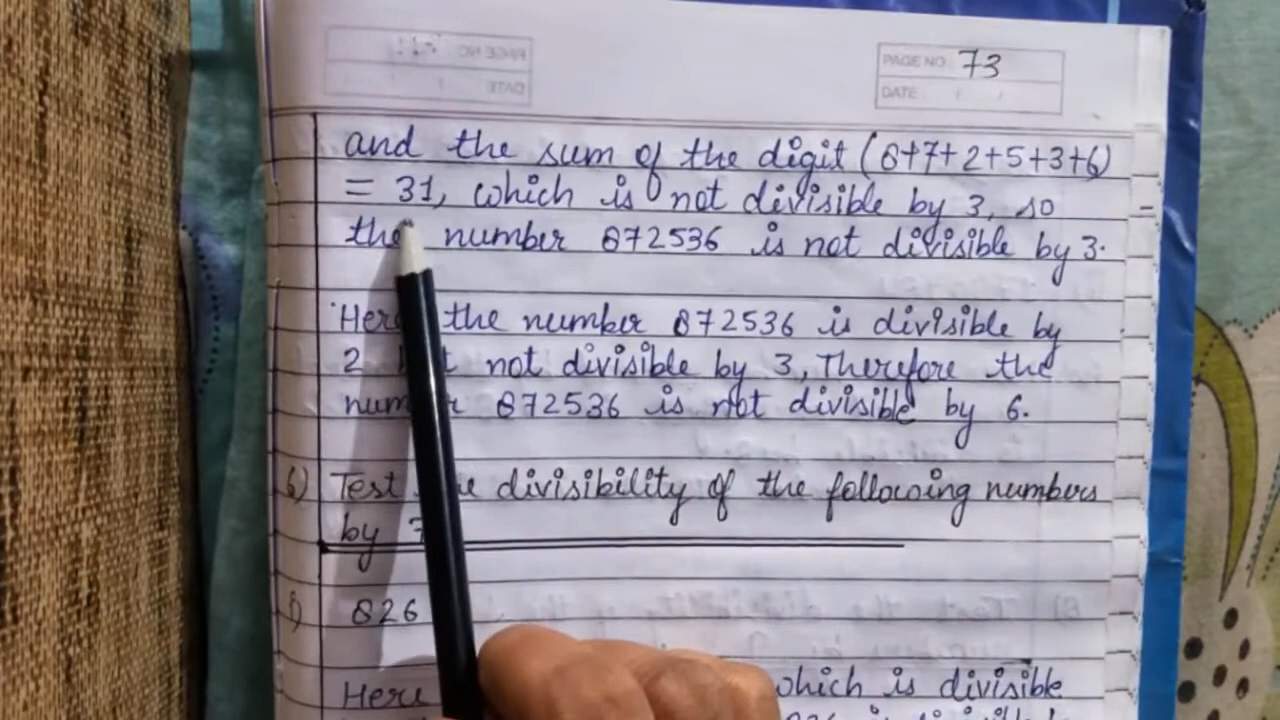 PAGE NO. 73
DATE
and the sum of the digit (8+7+2+5+3+6)
= 31, which is not divisible by 3, so
the number 872536 is not divisible by 3.
Here the number 872536 is divisible by
2 not divisible by 3, Therefore the
number 872536 is not divisible by 6.
6) Test the divisibility of the following numbers
by 7
i) 826
Here which is divisible